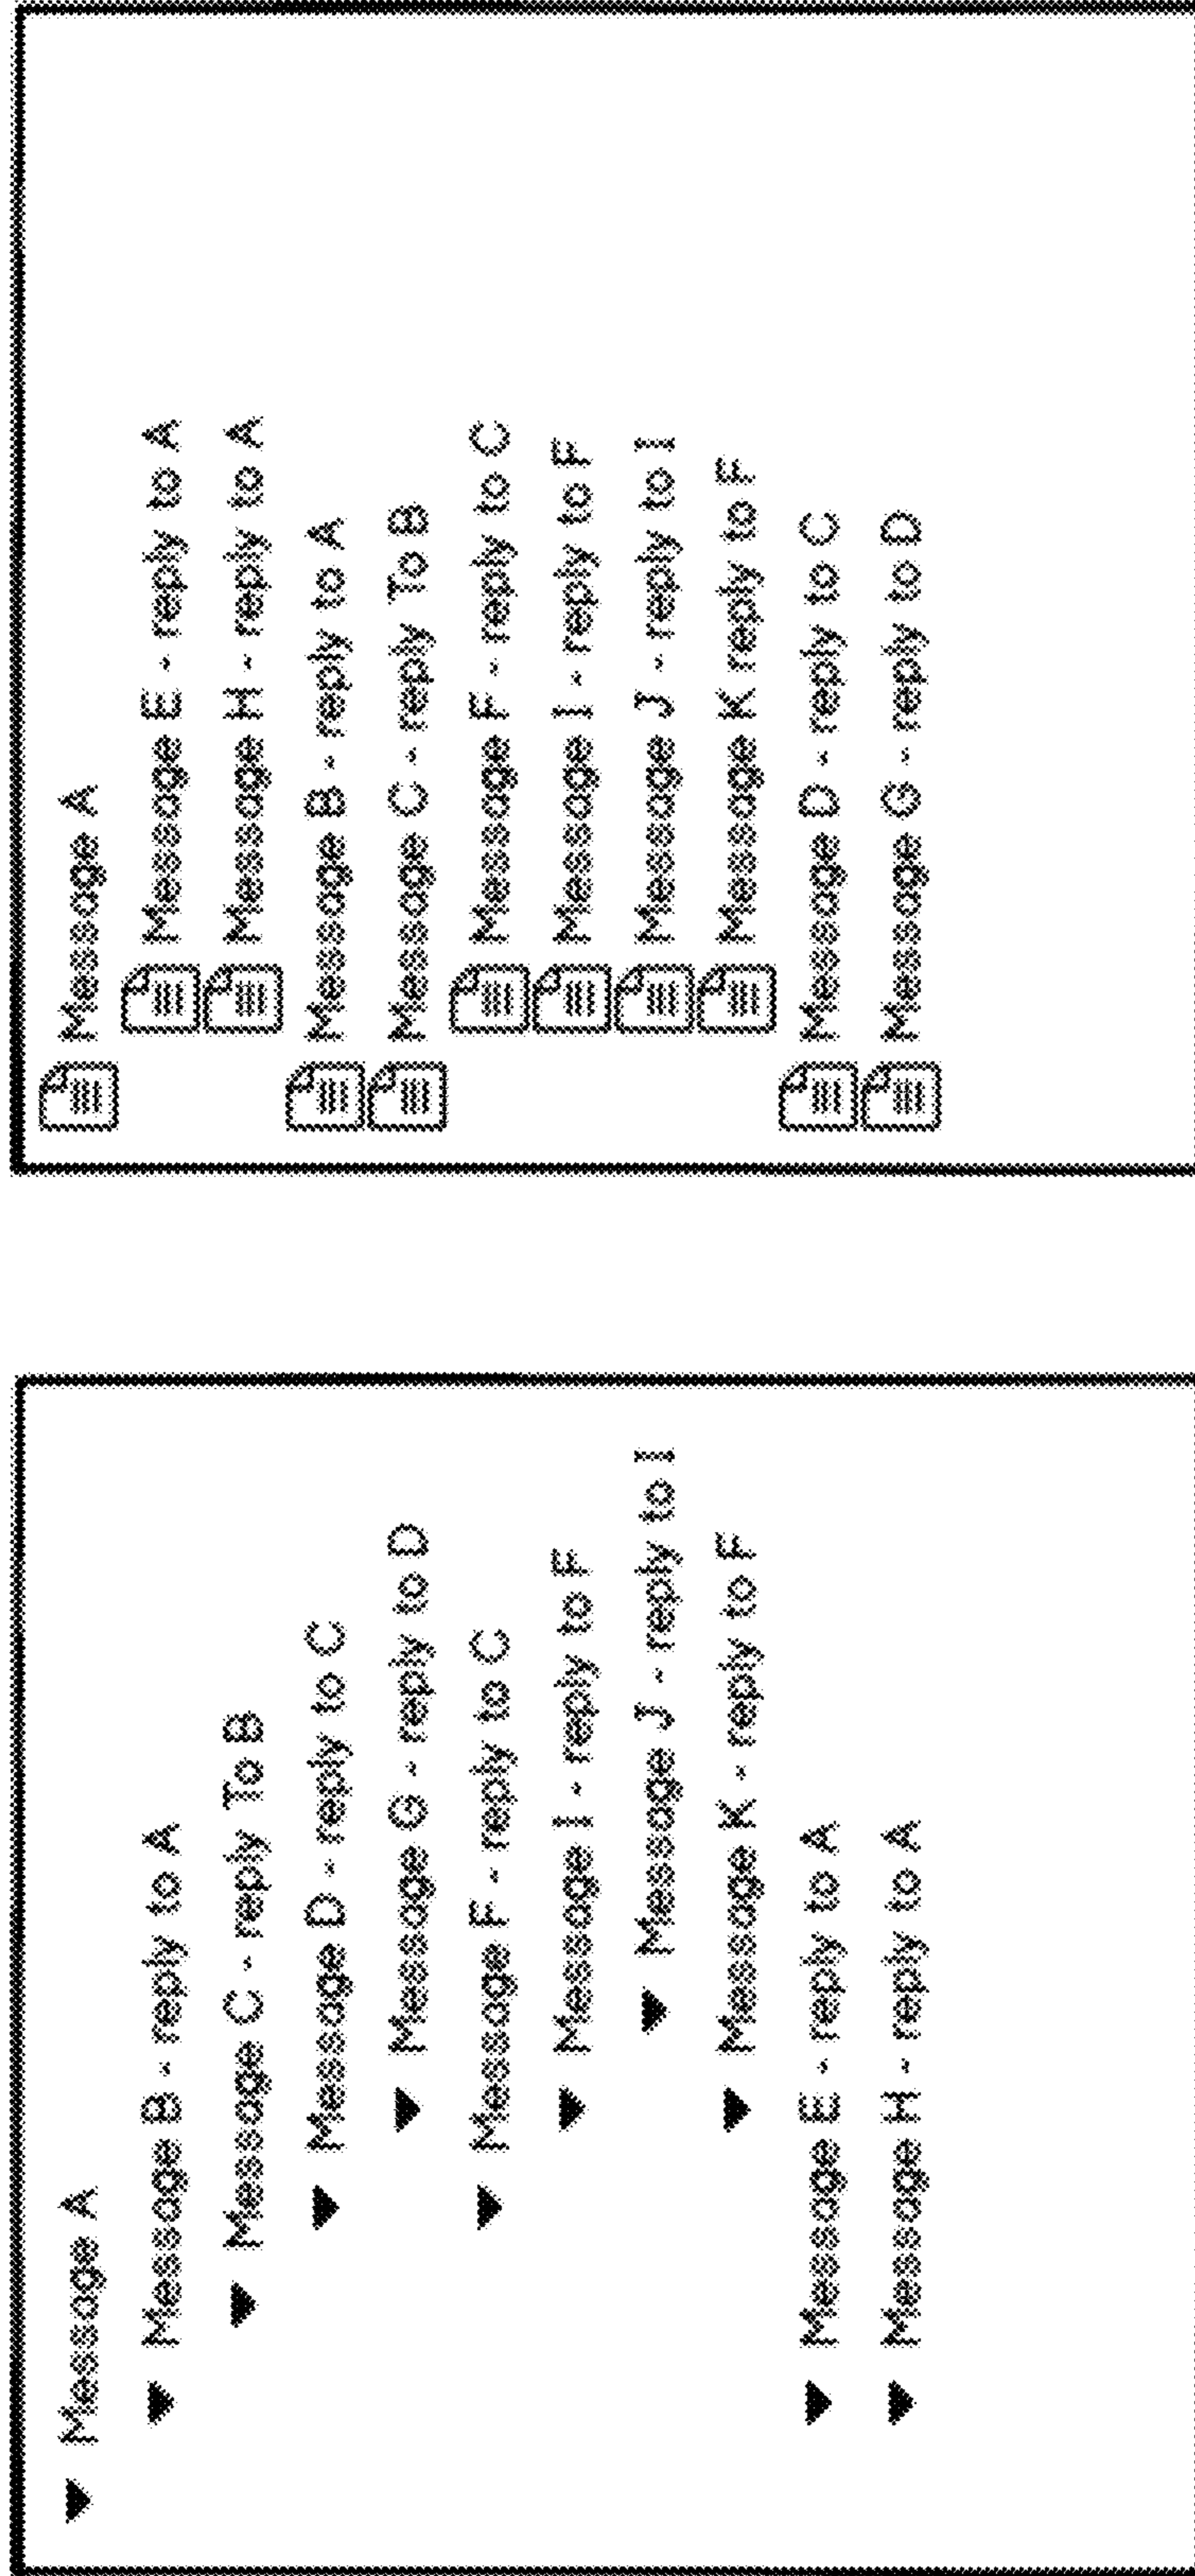 Message A
Message B - reply to A
Message C - reply To B
Message D - reply to C
Message G - reply to D
Message F - reply to C
Message I - reply to F
Message J - reply to I
Message K - reply to F
Message E - reply to A
Message H - reply to A
Message A
Message E - reply to A
Message H - reply to A
Message B - reply to A
Message C - reply To B
Message F - reply to C
Message I - reply to F
Message J - reply to I
Message K reply to F
Message D - reply to C
Message G - reply to D